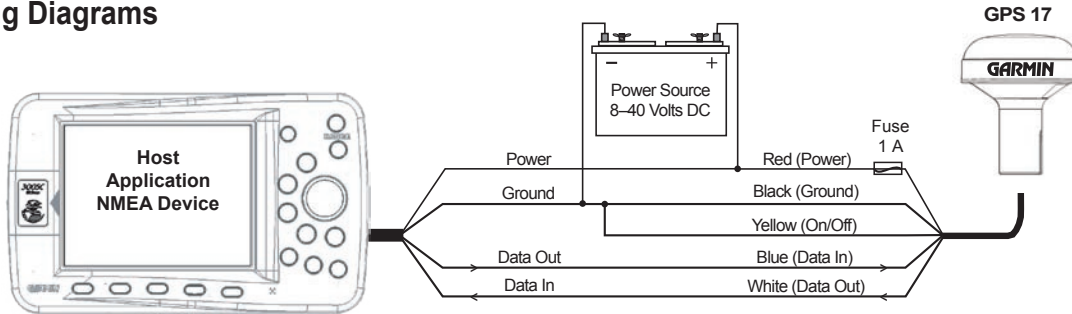 g Diagrams
GPS 17
GARMIN
− +
Power Source
8–40 Volts DC
Fuse
1 A
Host
Application
NMEA Device
Power
Red (Power)
Ground
Black (Ground)
Yellow (On/Off)
Data Out
Blue (Data In)
Data In
White (Data Out)